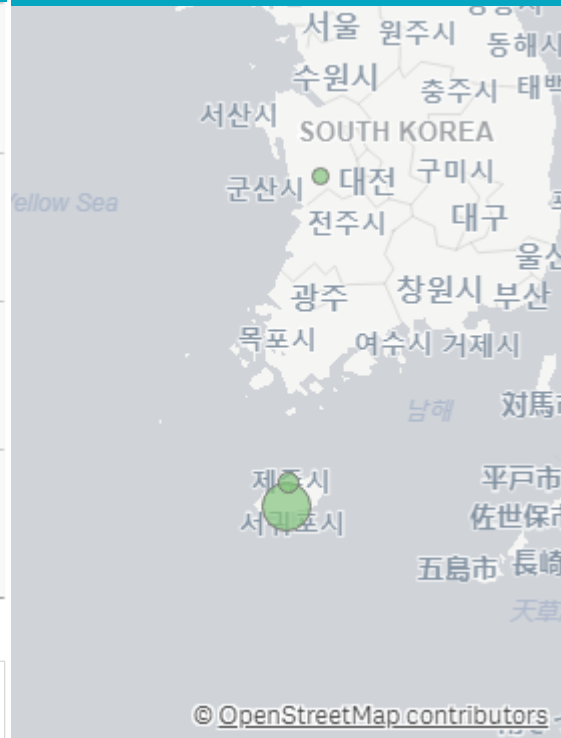 서울
원주시
동해시
수원시
충주시
태백
서산시
SOUTH KOREA
군산시
대전
구미시
Yellow Sea
전주시
대구
울산
광주
창원시
부산
목포시
여수시
거제시
남해
対馬市
제주시
平戸市
서귀포시
佐世保市
五島市
長崎
天草
© OpenStreetMap contributors